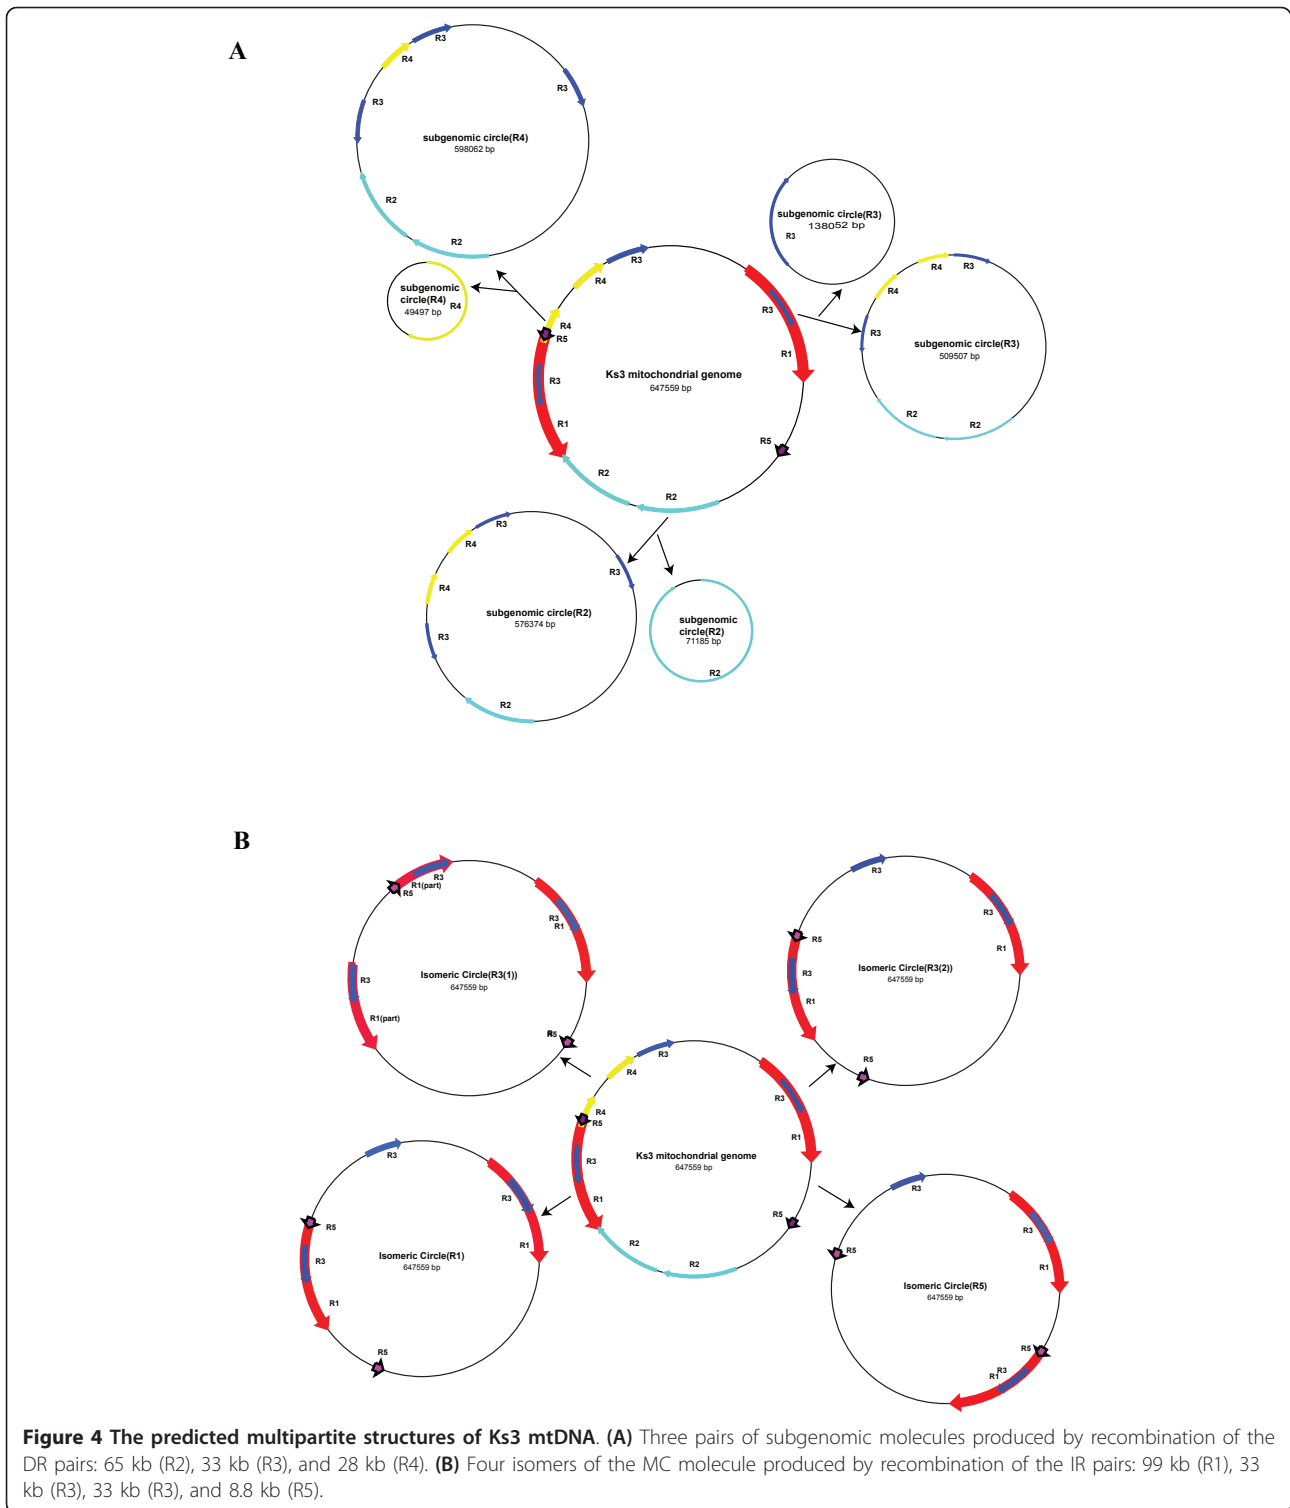 A
R3
R4
R3
R3
subgenomic circle(R4)
598062 bp
R2
R2
subgenomic
circle(R4)
R4
49497 bp
subgenomic circle(R3)
138052 bp
R3
R4
R3
R4
R3
subgenomic circle(R3)
509507 bp
R2
R2
R3
R4
R3
R4
R5
R1
R3
Ks3 mitochondrial genome
647559 bp
R1
R5
R2
R2
R3
R4
R3
R4
subgenomic circle(R2)
576374 bp
R3
R2
subgenomic
circle(R2)
71185 bp
R2
B
R3
R1(part)
R5
R3
R1
R3
Isomeric Circle(R3(1))
647559 bp
R1(part)
R5
R3
R3
R5
R1
Isomeric Circle(R3(2))
647559 bp
R3
R1
R5
R3
R4
R3
R4
R5
R1
Ks3 mitochondrial genome
647559 bp
R3
R1
R5
R2
R2
R3
R3
R5
R1
Isomeric Circle(R1)
647559 bp
R3
R1
R5
R3
R3
R5
R1
Isomeric Circle(R5)
647559 bp
R5
R3
R1
Figure 4 The predicted multipartite structures of Ks3 mtDNA. (A) Three pairs of subgenomic molecules produced by recombination of the
DR pairs: 65 kb (R2), 33 kb (R3), and 28 kb (R4). (B) Four isomers of the MC molecule produced by recombination of the IR pairs: 99 kb (R1), 33
kb (R3), 33 kb (R3), and 8.8 kb (R5).